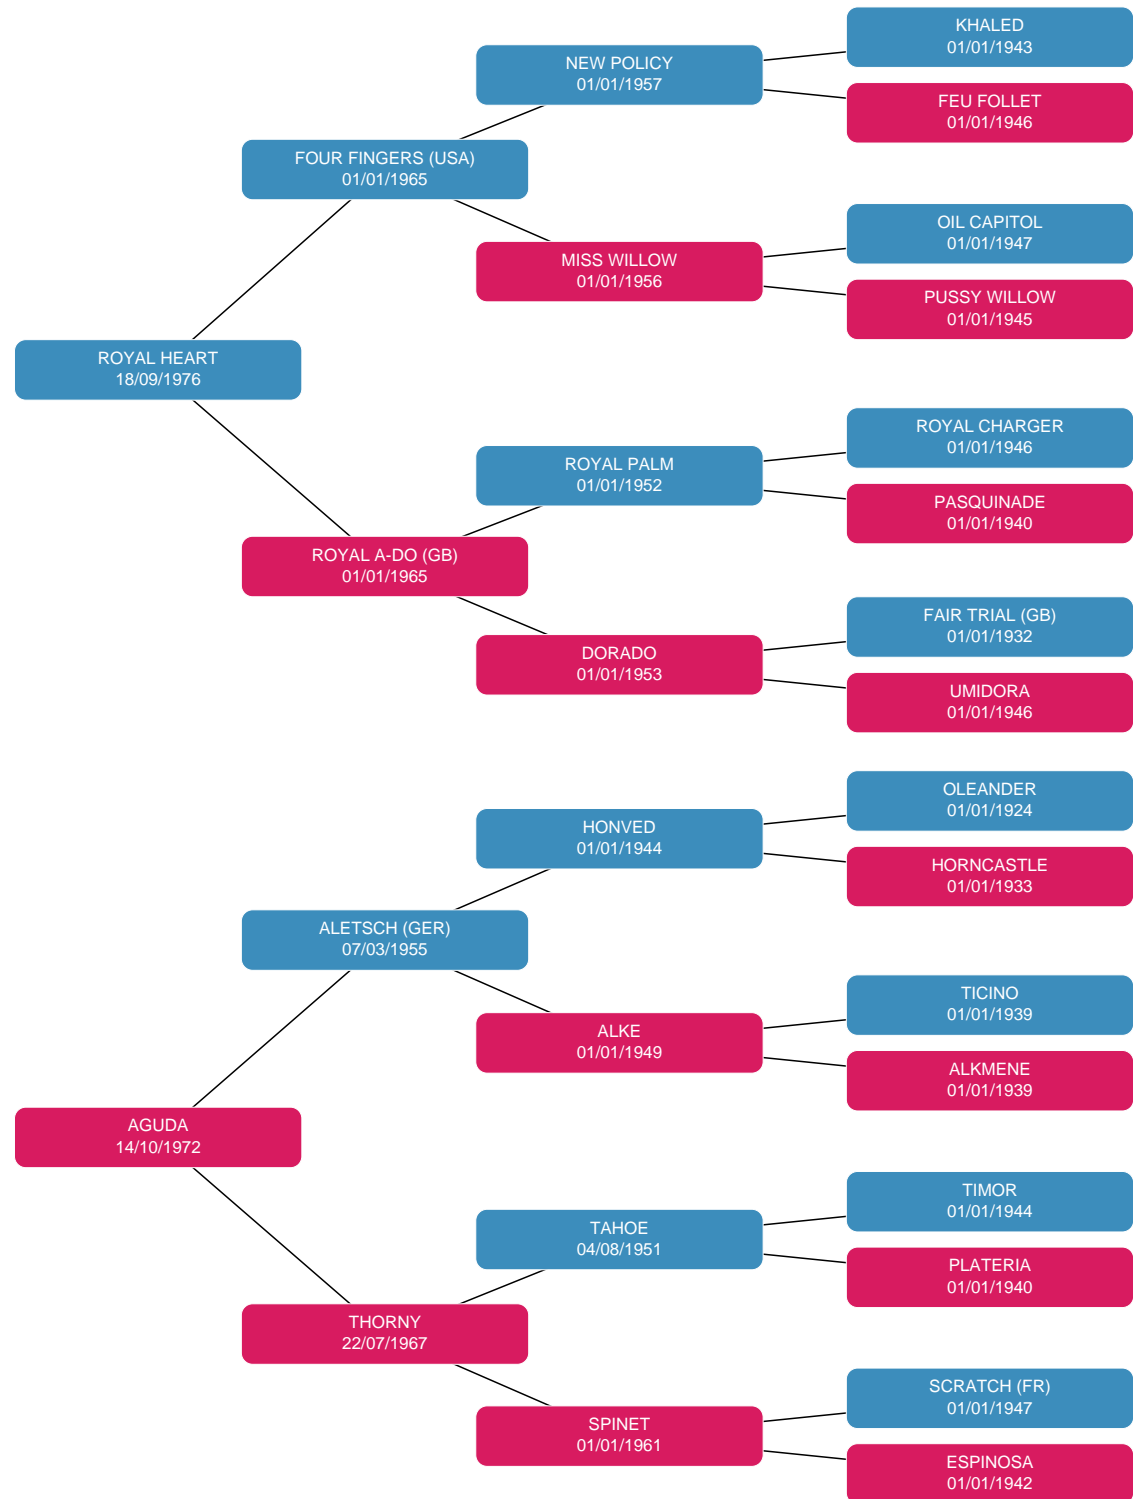 KHALED
01/01/1943
NEW POLICY
01/01/1957
FEU FOLLET
01/01/1946
FOUR FINGERS (USA)
01/01/1965
OIL CAPITOL
01/01/1947
MISS WILLOW
01/01/1956
PUSSY WILLOW
01/01/1945
ROYAL HEART
18/09/1976
ROYAL CHARGER
01/01/1946
ROYAL PALM
01/01/1952
PASQUINADE
01/01/1940
ROYAL A-DO (GB)
01/01/1965
FAIR TRIAL (GB)
01/01/1932
DORADO
01/01/1953
UMIDORA
01/01/1946
OLEANDER
01/01/1924
HONVED
01/01/1944
HORNCASTLE
01/01/1933
ALETSCH (GER)
07/03/1955
TICINO
01/01/1939
ALKE
01/01/1949
ALKMENE
01/01/1939
AGUDA
14/10/1972
TIMOR
01/01/1944
TAHOE
04/08/1951
PLATERIA
01/01/1940
THORNY
22/07/1967
SCRATCH (FR)
01/01/1947
SPINET
01/01/1961
ESPINOSA
01/01/1942